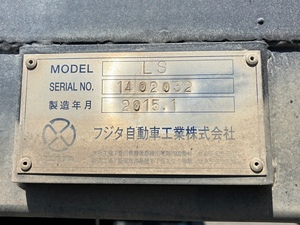 MODEL LS
SERIAL NO. 1402032
製造年月 2015.1
フジタ自動車工業株式会社